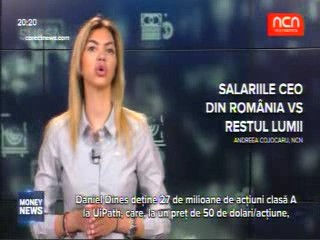 20:20
ncn
SALARIILE CEO
DIN ROMÂNIA VS
RESTUL LUMII
ANDREEA COJOCARU, NCN
MONEY
NEWS
Daniel Dines deține 27 de milioane de acțiuni clasă A
la UiPath, care, la un preț de 50 de dolari/acțiune,